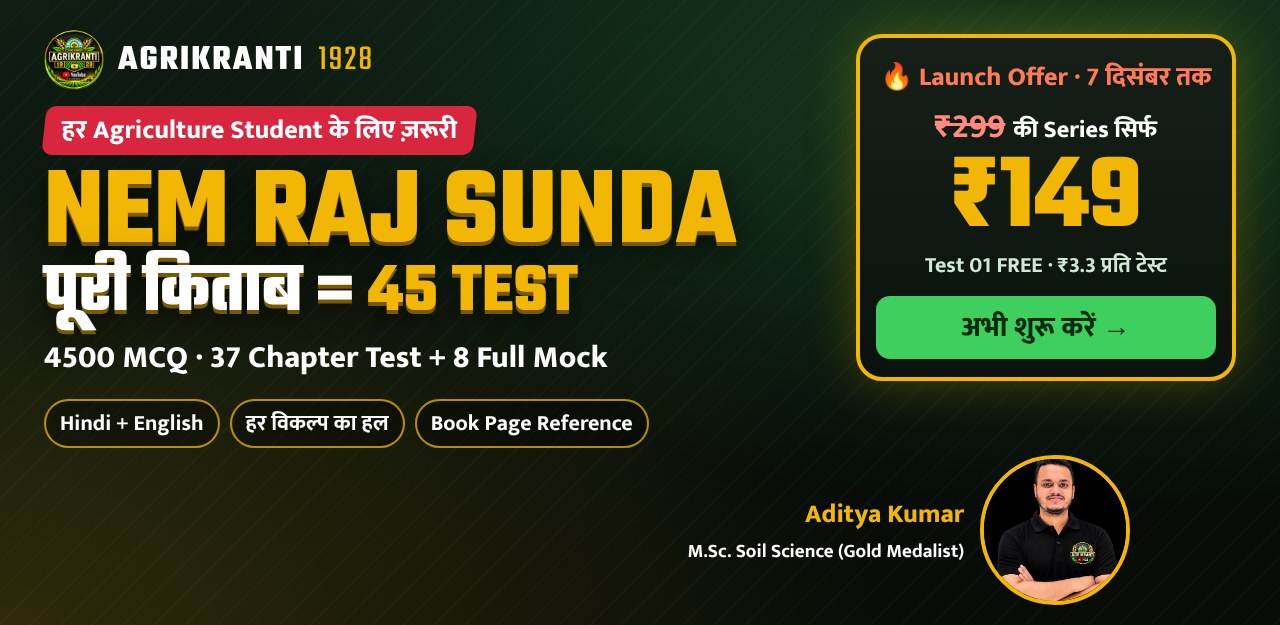 AGRIKRANTI 1928
हर Agriculture Student के लिए ज़रूरी
NEM RAJ SUNDA
पूरी किताब = 45 TEST
4500 MCQ · 37 Chapter Test + 8 Full Mock
Hindi + English
हर विकल्प का हल
Book Page Reference
🔥 Launch Offer · 7 दिसंबर तक
₹299 की Series सिर्फ
₹149
Test 01 FREE · ₹3.3 प्रति टेस्ट
अभी शुरू करें →
Aditya Kumar
M.Sc. Soil Science (Gold Medalist)
AGRIKRANTI
YouTube